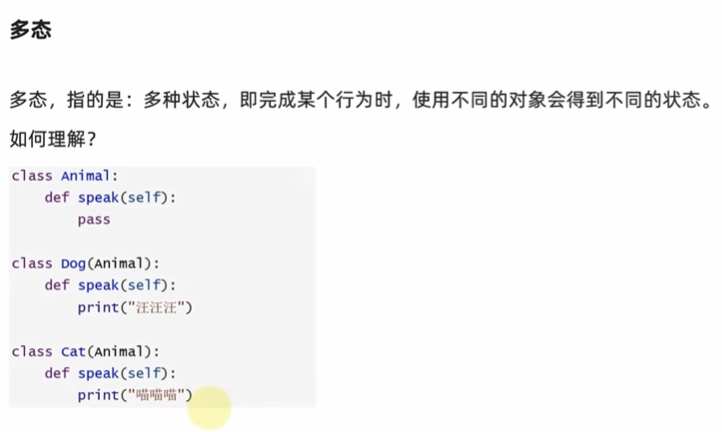 多态
多态，指的是：多种状态，即完成某个行为时，使用不同的对象会得到不同的状态。
如何理解？
class Animal:
    def speak(self):
        pass
class Dog(Animal):
    def speak(self):
        print("汪汪汪")
class Cat(Animal):
    def speak(self):
        print("喵喵喵")